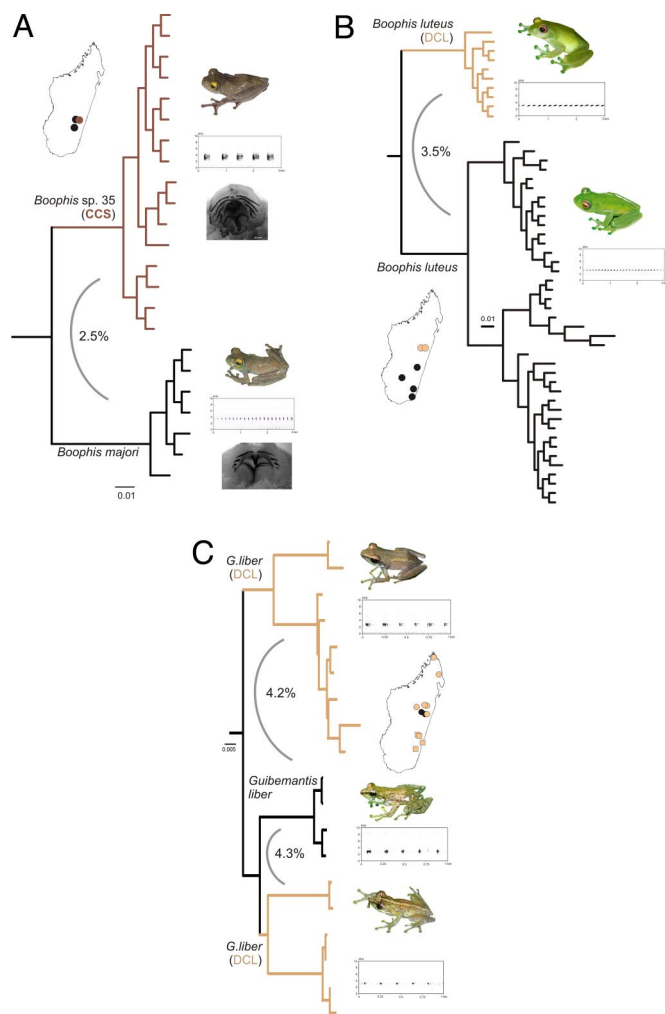 A
Boophis sp. 35
(CCS)
2.5%
Boophis majori
0.01
B
Boophis luteus
(DCL)
3.5%
Boophis luteus
0.01
C
G.liber
(DCL)
4.2%
0.005
Guibemantis
liber
4.3%
G.liber
(DCL)